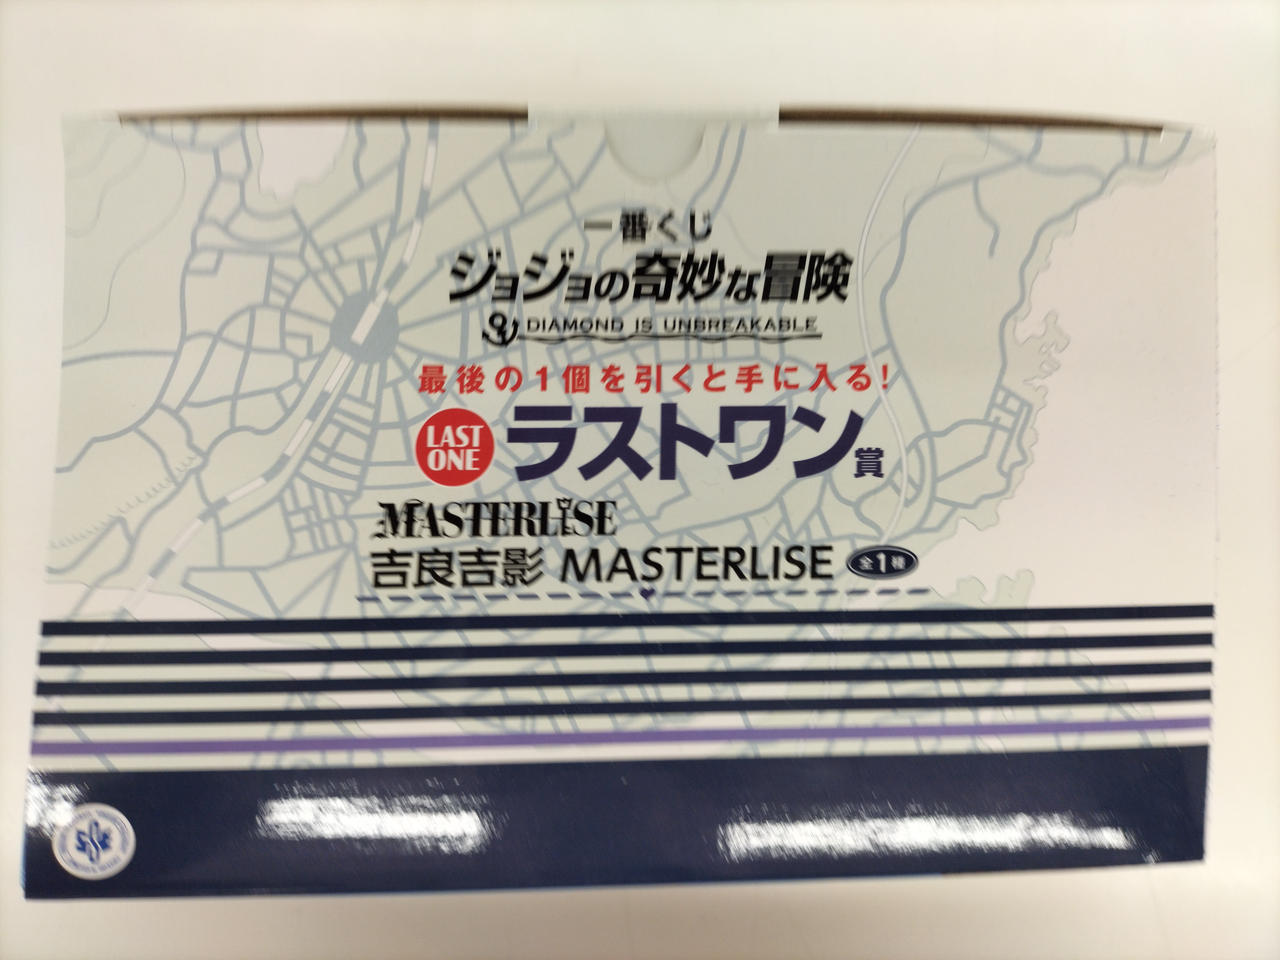 一番くじ
ジョジョの奇妙な冒険
DIAMOND IS UNBREAKABLE
最後の1個を引くと手に入る!
LAST ONE ラストワン賞
MASTERLISE
吉良吉影 MASTERLISE 全1種